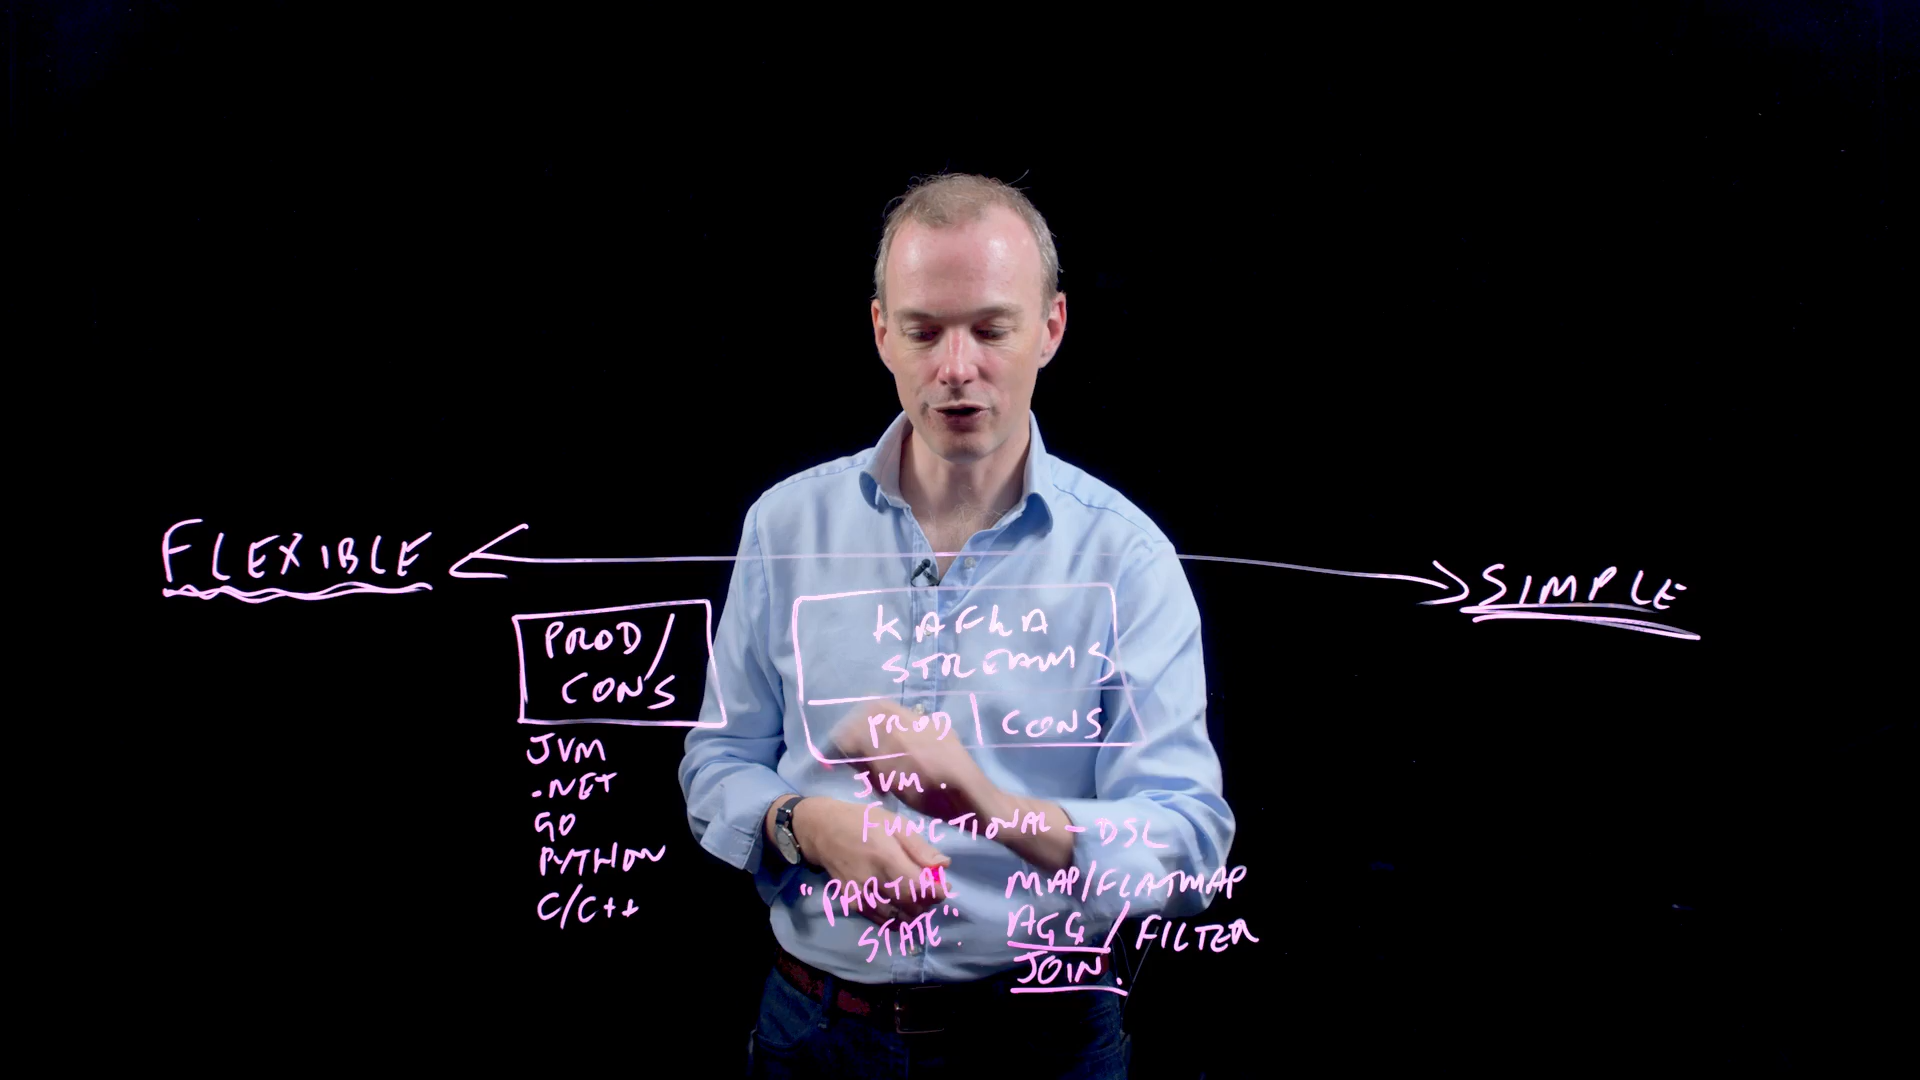 FLEXIBLE
SIMPLE
PROD/
CONS
JVM
.NET
GO
PYTHON
C/C++
KAFKA
STREAMS
PROD | CONS
JVM.
FUNCTIONAL - DSL
"PARTIAL
STATE".
MAP/FLATMAP
AGG / FILTER
JOIN.